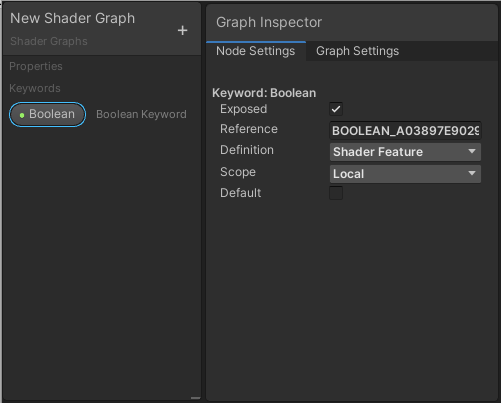 New Shader Graph
+
Shader Graphs
Properties
Keywords
Boolean Boolean Keyword
Graph Inspector
Node Settings Graph Settings
Keyword: Boolean
Exposed
Reference BOOLEAN_A03897E9029
Definition Shader Feature
Scope Local
Default